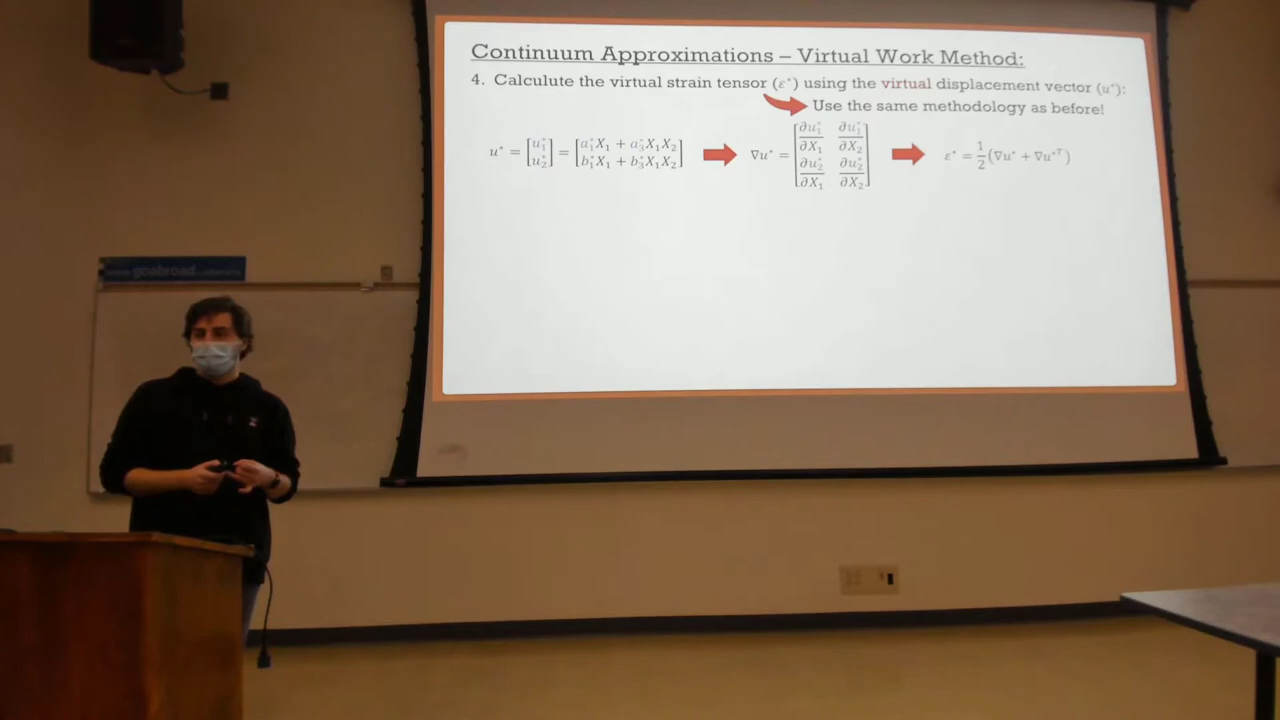 Continuum Approximations – Virtual Work Method:
4. Calculute the virtual strain tensor (ε*) using the virtual displacement vector (u*):
Use the same methodology as before!
u* = [u₁* ; u₂*] = [a₁*X₁ + a₃*X₁X₂ ; b₁*X₁ + b₃*X₁X₂] ∇u* = [∂u₁*/∂X₁ ∂u₁*/∂X₂ ; ∂u₂*/∂X₁ ∂u₂*/∂X₂] ε* = 1/2 (∇u* + ∇u*ᵀ)
goabroad